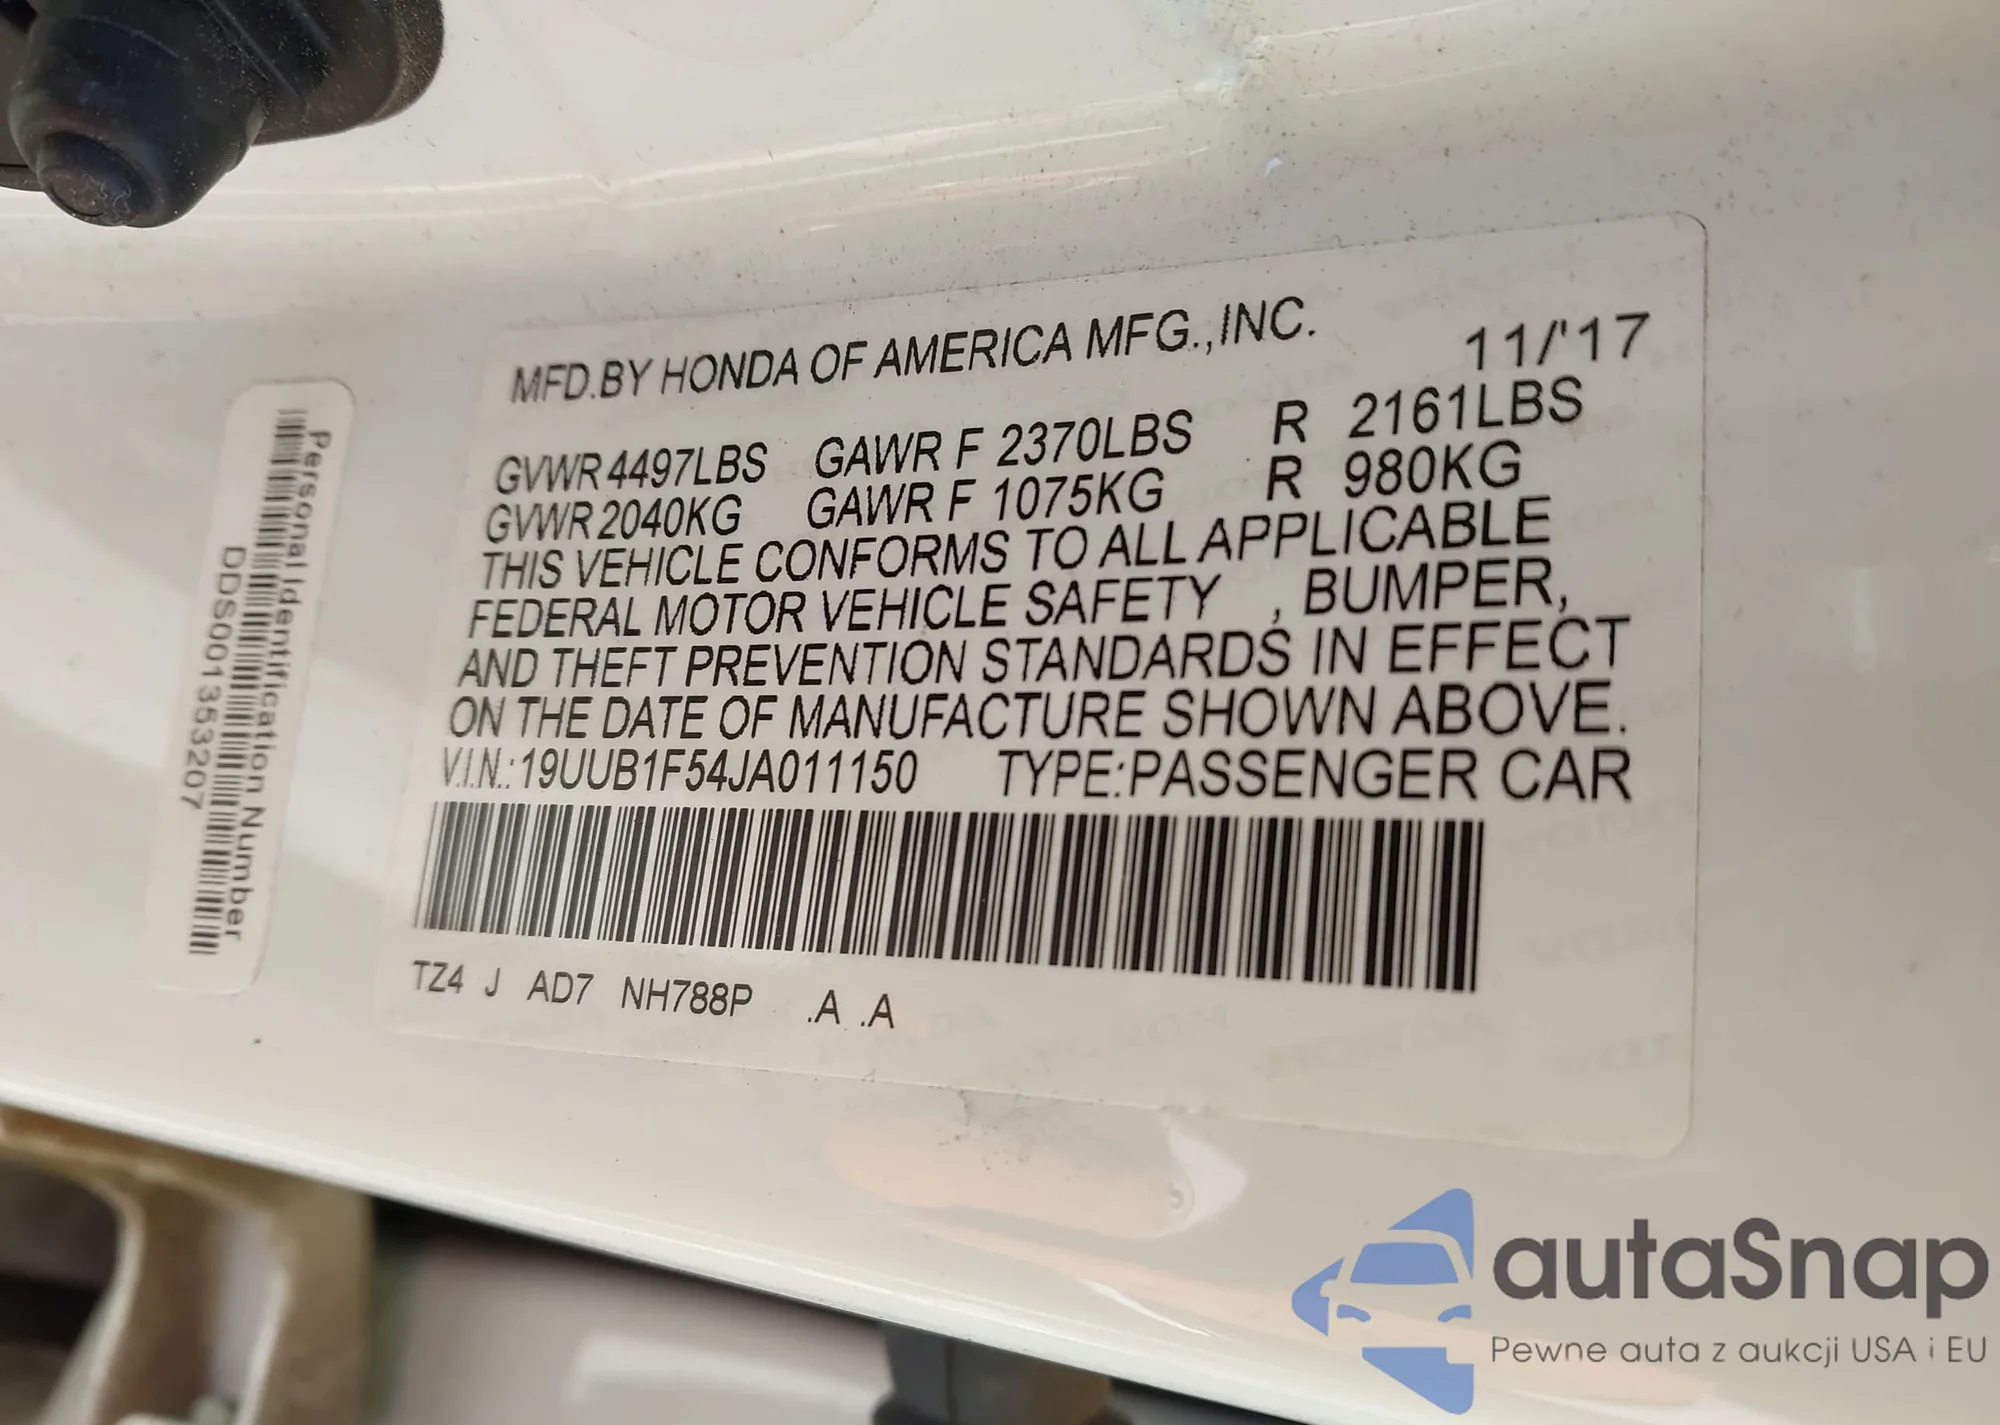 MFD.BY HONDA OF AMERICA MFG.,INC. 11/'17
GVWR 4497LBS GAWR F 2370LBS R 2161LBS
GVWR 2040KG GAWR F 1075KG R 980KG
THIS VEHICLE CONFORMS TO ALL APPLICABLE
FEDERAL MOTOR VEHICLE SAFETY , BUMPER,
AND THEFT PREVENTION STANDARDS IN EFFECT
ON THE DATE OF MANUFACTURE SHOWN ABOVE.
V.I.N.:19UUB1F54JA011150 TYPE:PASSENGER CAR
TZ4 J AD7 NH788P .A .A
Personal Identification Number
DDS001353207
autaSnap
Pewne auta z aukcji USA i EU